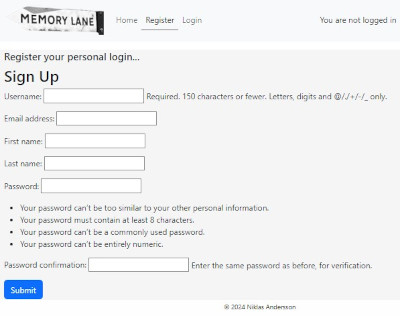 MEMORY LANE
Home Register Login You are not logged in
Register your personal login...
Sign Up
Username: Required. 150 characters or fewer. Letters, digits and @/./+/-/_ only.
Email address:
First name:
Last name:
Password:
Your password can't be too similar to your other personal information.
Your password must contain at least 8 characters.
Your password can't be a commonly used password.
Your password can't be entirely numeric.
Password confirmation: Enter the same password as before, for verification.
Submit
© 2024 Niklas Andersson